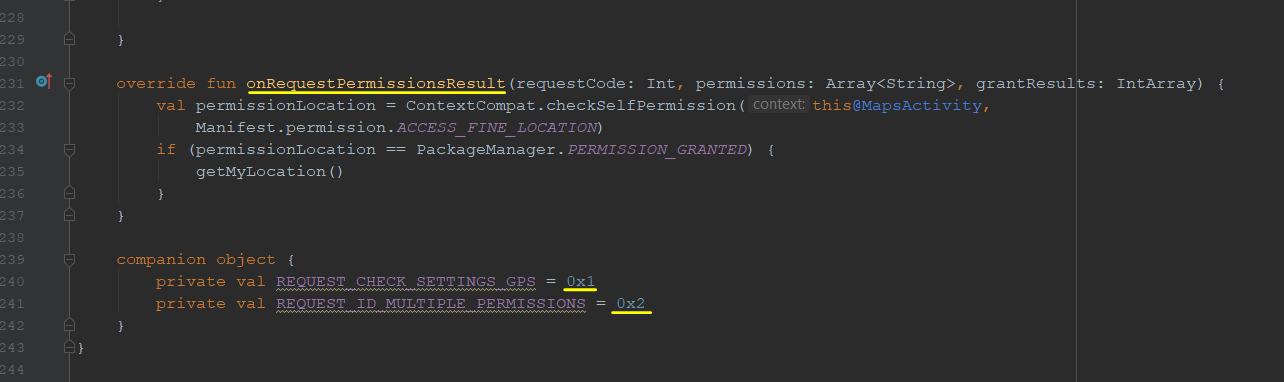 228
229 }
230
231 override fun onRequestPermissionsResult(requestCode: Int, permissions: Array<String>, grantResults: IntArray) {
232 val permissionLocation = ContextCompat.checkSelfPermission( context: this@MapsActivity,
233 Manifest.permission.ACCESS_FINE_LOCATION)
234 if (permissionLocation == PackageManager.PERMISSION_GRANTED) {
235 getMyLocation()
236 }
237 }
238
239 companion object {
240 private val REQUEST_CHECK_SETTINGS_GPS = 0x1
241 private val REQUEST_ID_MULTIPLE_PERMISSIONS = 0x2
242 }
243 }
244